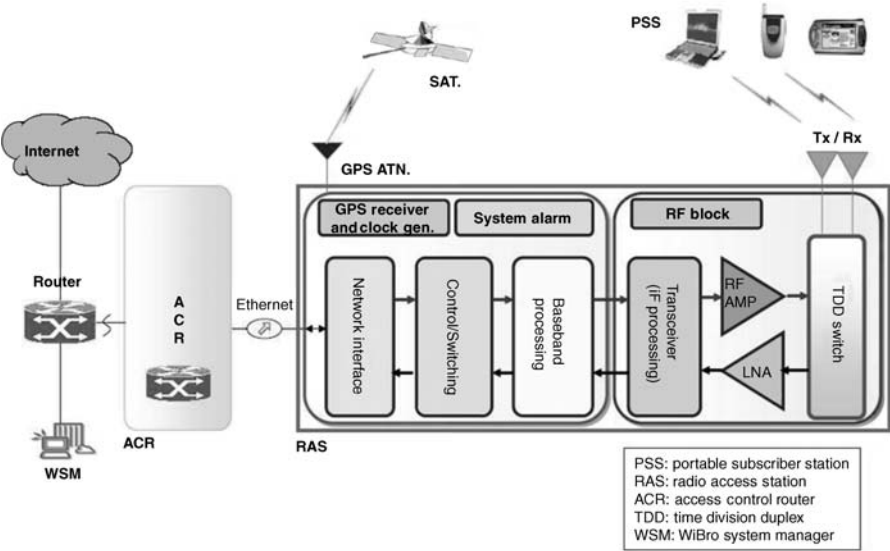 PSS
SAT.
Tx / Rx
Internet
GPS ATN.
GPS receiver
and clock gen.
System alarm
RF block
Router
A
C
R
Ethernet
Network interface
Control/Switching
Baseband
processing
Transceiver
(iF processing)
RF
AMP
LNA
TDD switch
ACR
RAS
WSM
PSS: portable subscriber station
RAS: radio access station
ACR: access control router
TDD: time division duplex
WSM: WiBro system manager